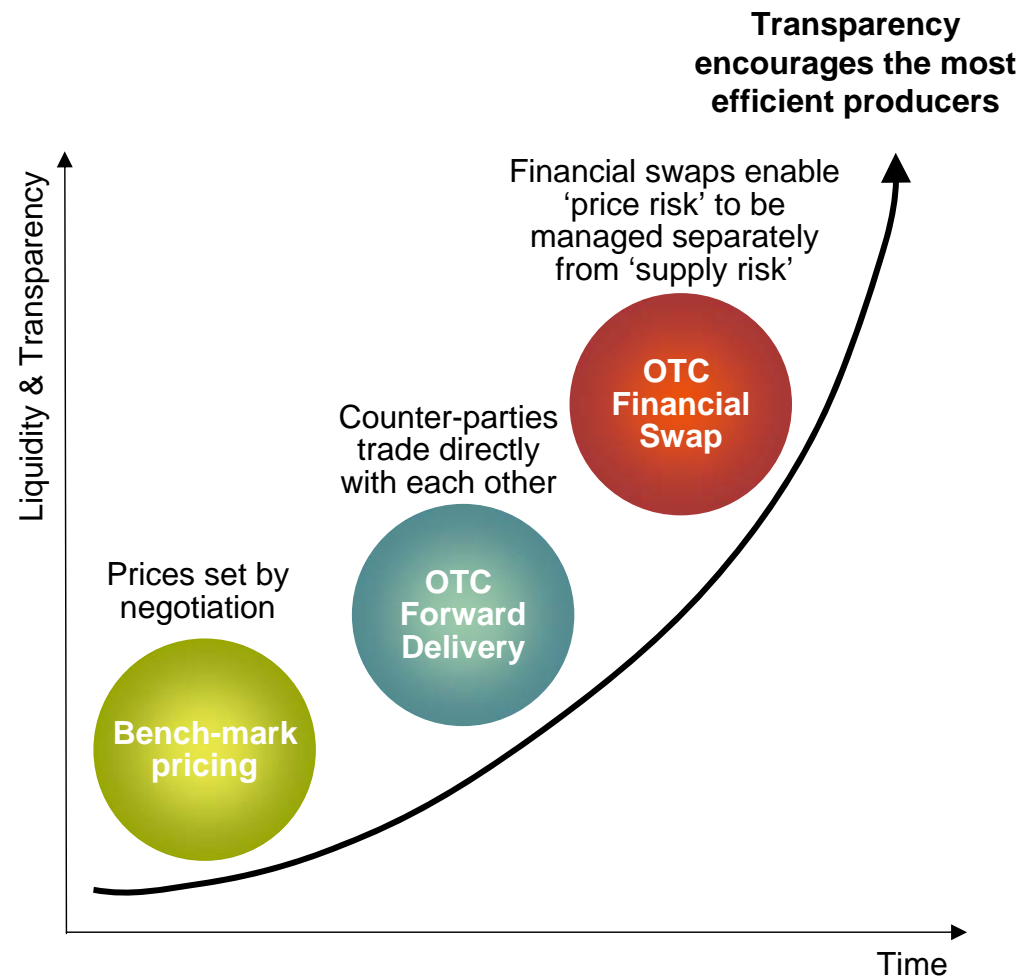 Transparency
encourages the most
efficient producers
Liquidity & Transparency
Financial swaps enable
‘price risk’ to be
managed separately
from ‘supply risk’
OTC
Financial
Swap
Counter-parties
trade directly
with each other
OTC
Forward
Delivery
Prices set by
negotiation
Bench-mark
pricing
Time